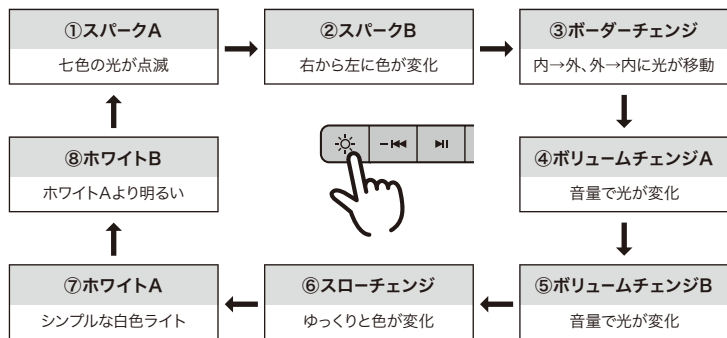 ①スパークA
七色の光が点滅
②スパークB
右から左に色が変化
③ボーダーチェンジ
内→外、外→内に光が移動
④ボリュームチェンジA
音量で光が変化
⑤ボリュームチェンジB
音量で光が変化
⑥スローチェンジ
ゆっくりと色が変化
⑦ホワイトA
シンプルな白色ライト
⑧ホワイトB
ホワイトAより明るい